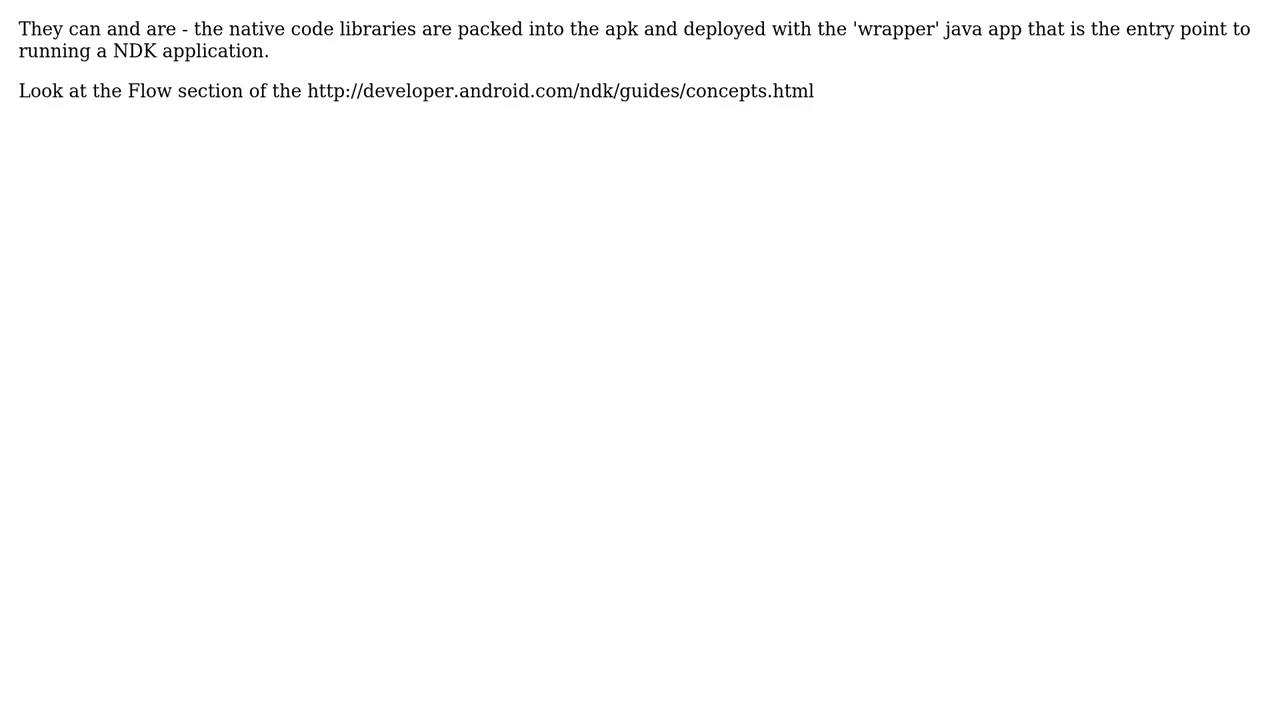 They can and are - the native code libraries are packed into the apk and deployed with the 'wrapper' java app that is the entry point to
running a NDK application.
Look at the Flow section of the http://developer.android.com/ndk/guides/concepts.html